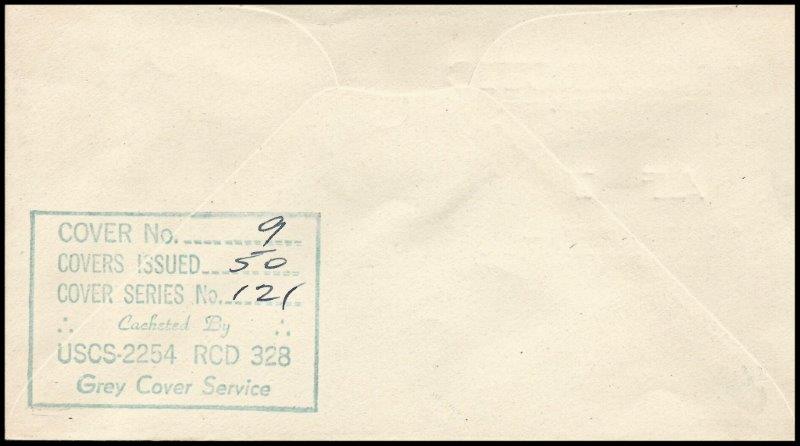 COVER No. 9
COVERS ISSUED 50
COVER SERIES No. 121
Cacheted By
USCS-2254 RCD 328
Grey Cover Service